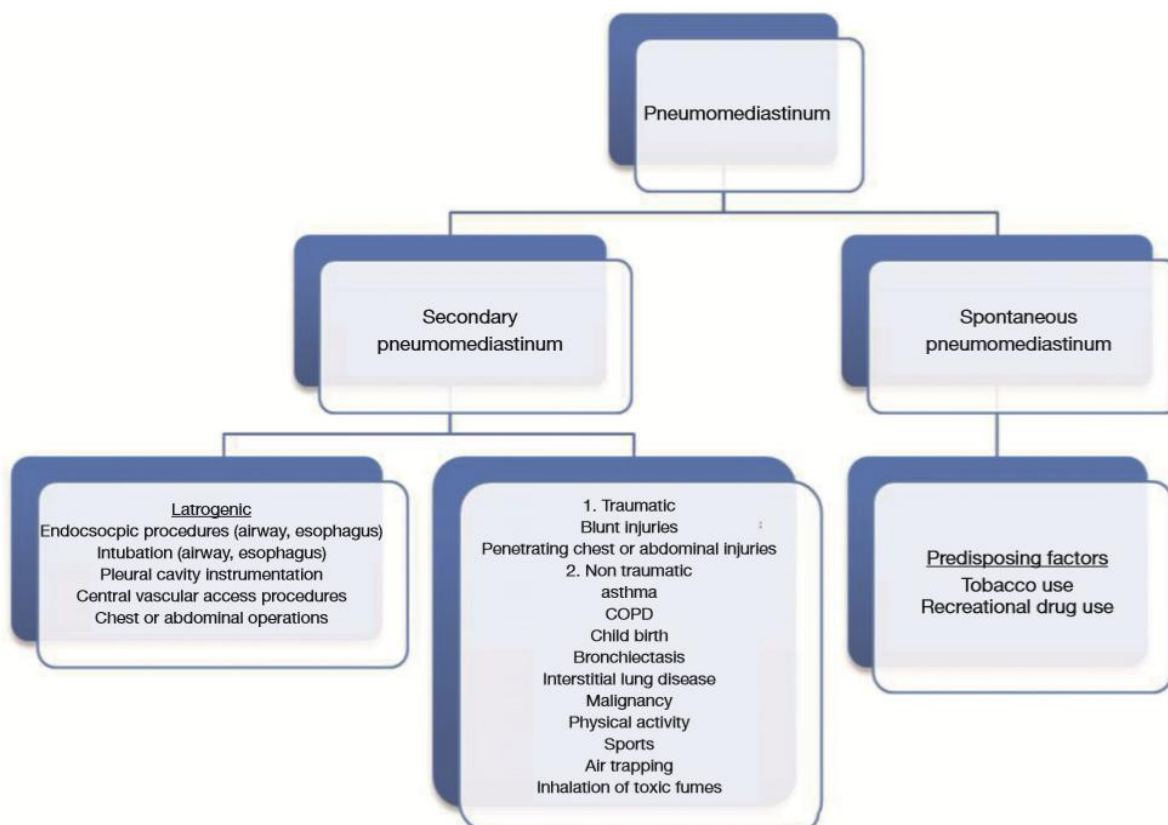 Pneumomediastinum
Secondary
pneumomediastinum
Spontaneous
pneumomediastinum
Latrogenic
Endocsocpic procedures (airway, esophagus)
Intubation (airway, esophagus)
Pleural cavity instrumentation
Central vascular access procedures
Chest or abdominal operations
1. Traumatic
Blunt injuries
Penetrating chest or abdominal injuries
2. Non traumatic
asthma
COPD
Child birth
Bronchiectasis
Interstitial lung disease
Malignancy
Physical activity
Sports
Air trapping
Inhalation of toxic fumes
Predisposing factors
Tobacco use
Recreational drug use